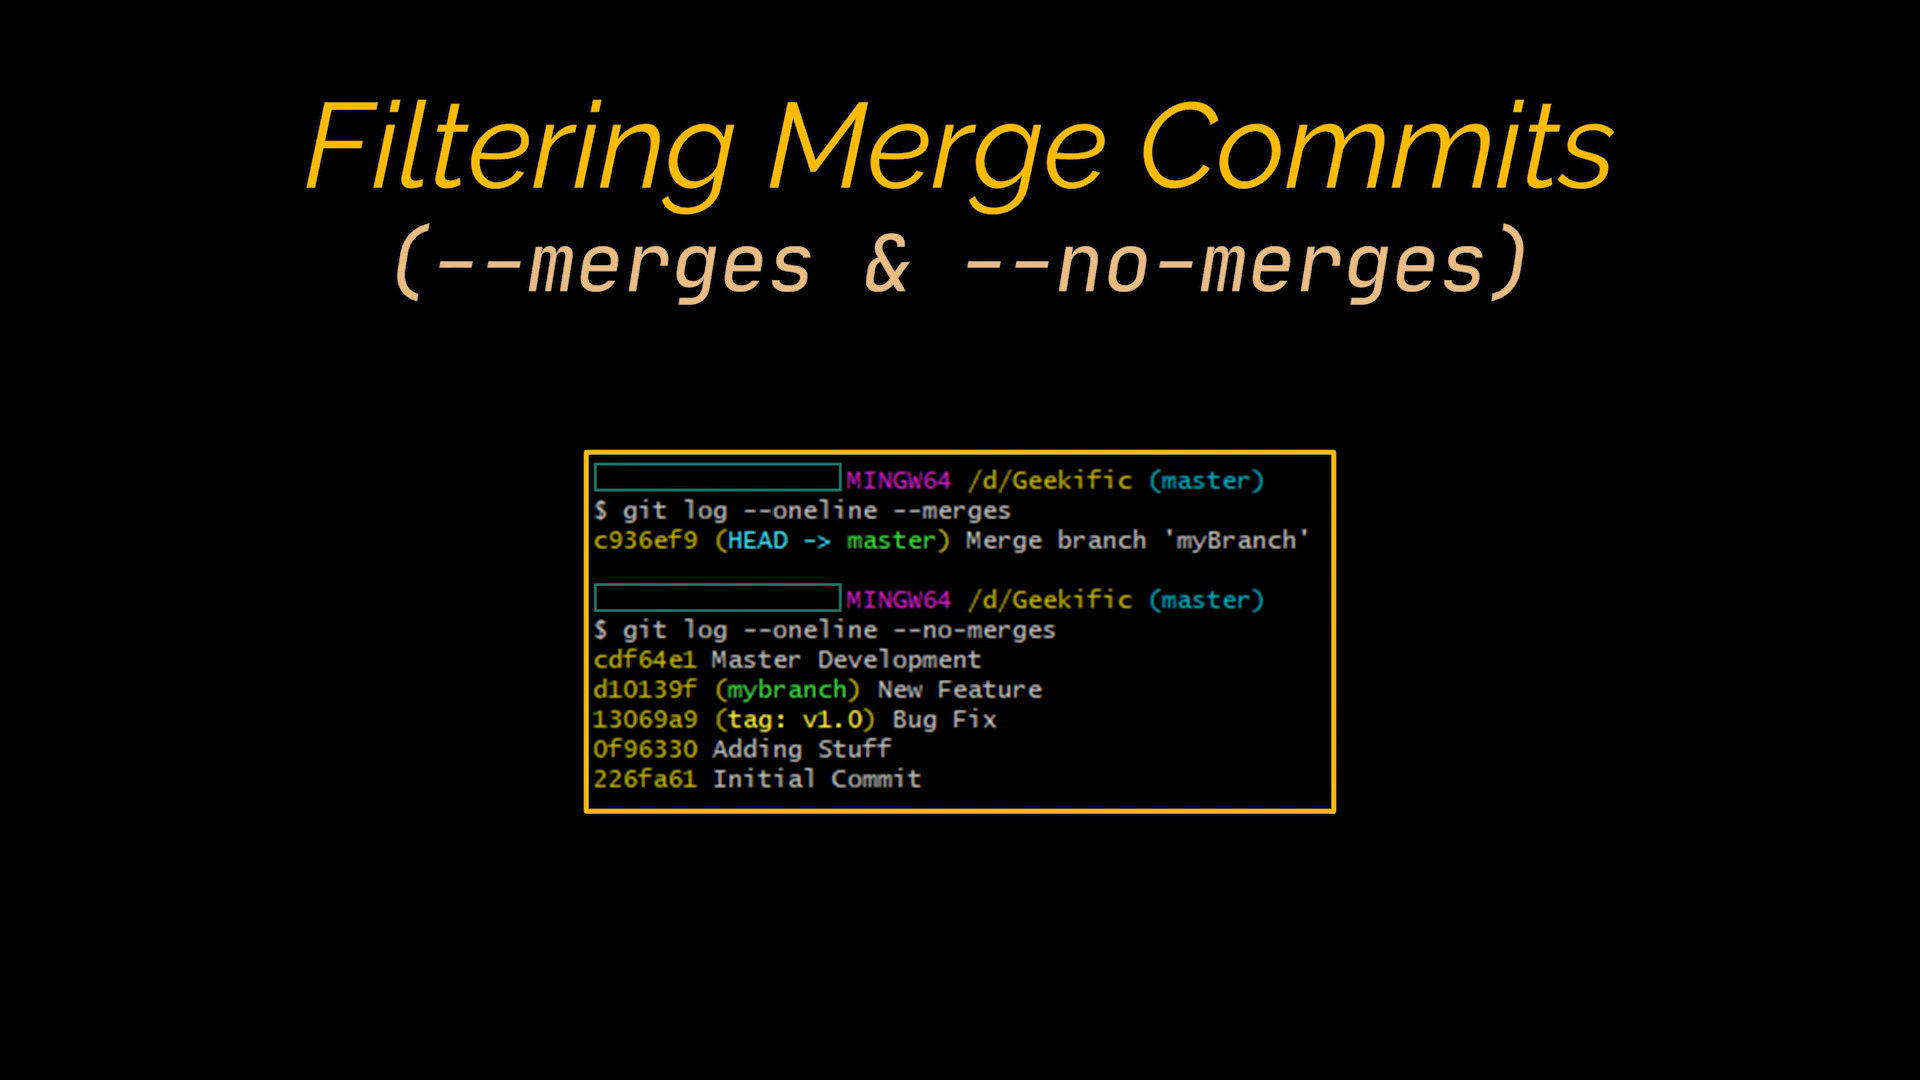 Filtering Merge Commits
(--merges & --no-merges)
MINGW64 /d/Geekific (master)
$ git log --oneline --merges
c936ef9 (HEAD -> master) Merge branch 'myBranch'
MINGW64 /d/Geekific (master)
$ git log --oneline --no-merges
cdf64e1 Master Development
d10139f (mybranch) New Feature
13069a9 (tag: v1.0) Bug Fix
0f96330 Adding Stuff
226fa61 Initial Commit